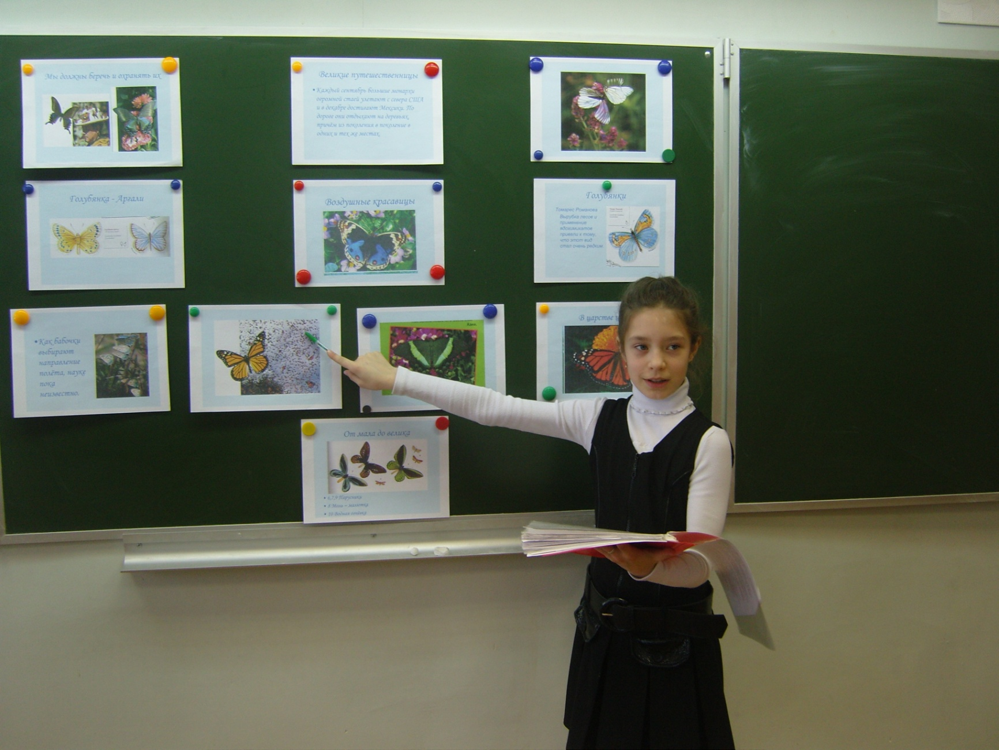 Мы должны беречь и охранять их
Великие путешественницы
• Каждый сентябрь большие монархи
огромной стаей улетают с севера США
и в декабре достигают Мексики. По
дороге они отдыхают на деревьях,
причём из поколения в поколение в
одних и тех же местах.
Голубянка - Аргали
Воздушные красавицы
Голубянки
Томарес Романова
Вырубка лесов и
применение
ядохимикатов
привели к тому,
что этот вид
стал очень редким.
• Как бабочки
выбирают
направление
полёта, науке
пока
неизвестно.
В царстве
От мала до велика
• 6,7,9 Парусники
• 8 Моль – малютка
• 10 Водная огнёвка